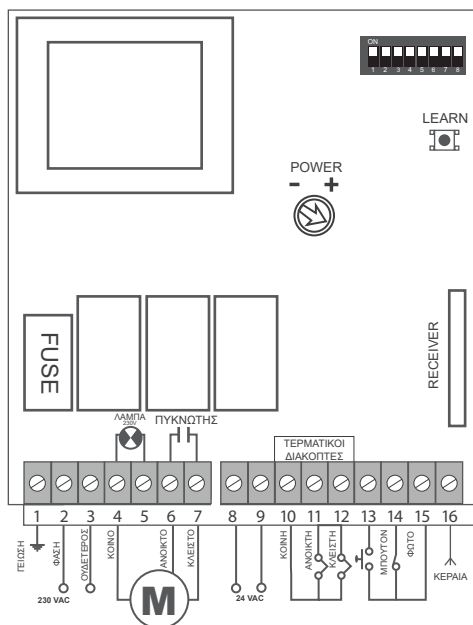 ON
1 2 3 4 5 6 7 8
LEARN
POWER
- +
FUSE
RECEIVER
ΛΑΜΠΑ
230V
ΠΥΚΝΩΤΗΣ
ΤΕΡΜΑΤΙΚΟΙ
ΔΙΑΚΟΠΤΕΣ
1 2 3 4 5 6 7 8 9 10 11 12 13 14 15 16
ΓΕΙΩΣΗ
ΦΑΣΗ
ΟΥΔΕΤΕΡΟΣ
ΚΟΙΝΟ
ΑΝΟΙΚΤΟ
ΚΛΕΙΣΤΟ
ΚΟΙΝΗ
ΑΝΟΙΚΤΗ
ΚΛΕΙΣΤΗ
ΜΠΟΥΤΟΝ
ΦΩΤΟ
ΚΕΡΑΙΑ
230 VAC
M
24 VAC